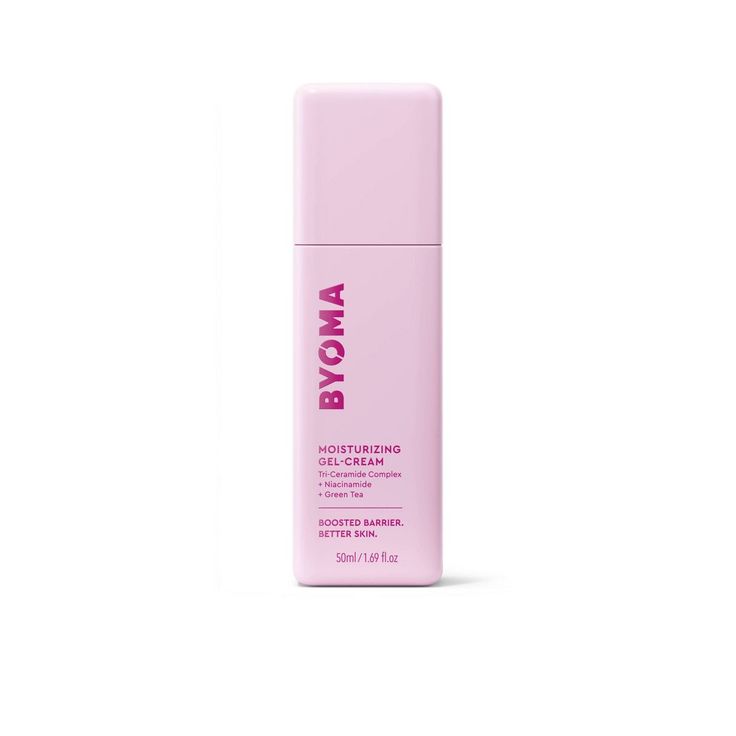 BYOMA
MOISTURIZING
GEL-CREAM
Tri-Ceramide Complex
+ Niacinamide
+ Green Tea
BOOSTED BARRIER.
BETTER SKIN.
50ml/1.69 fl.oz